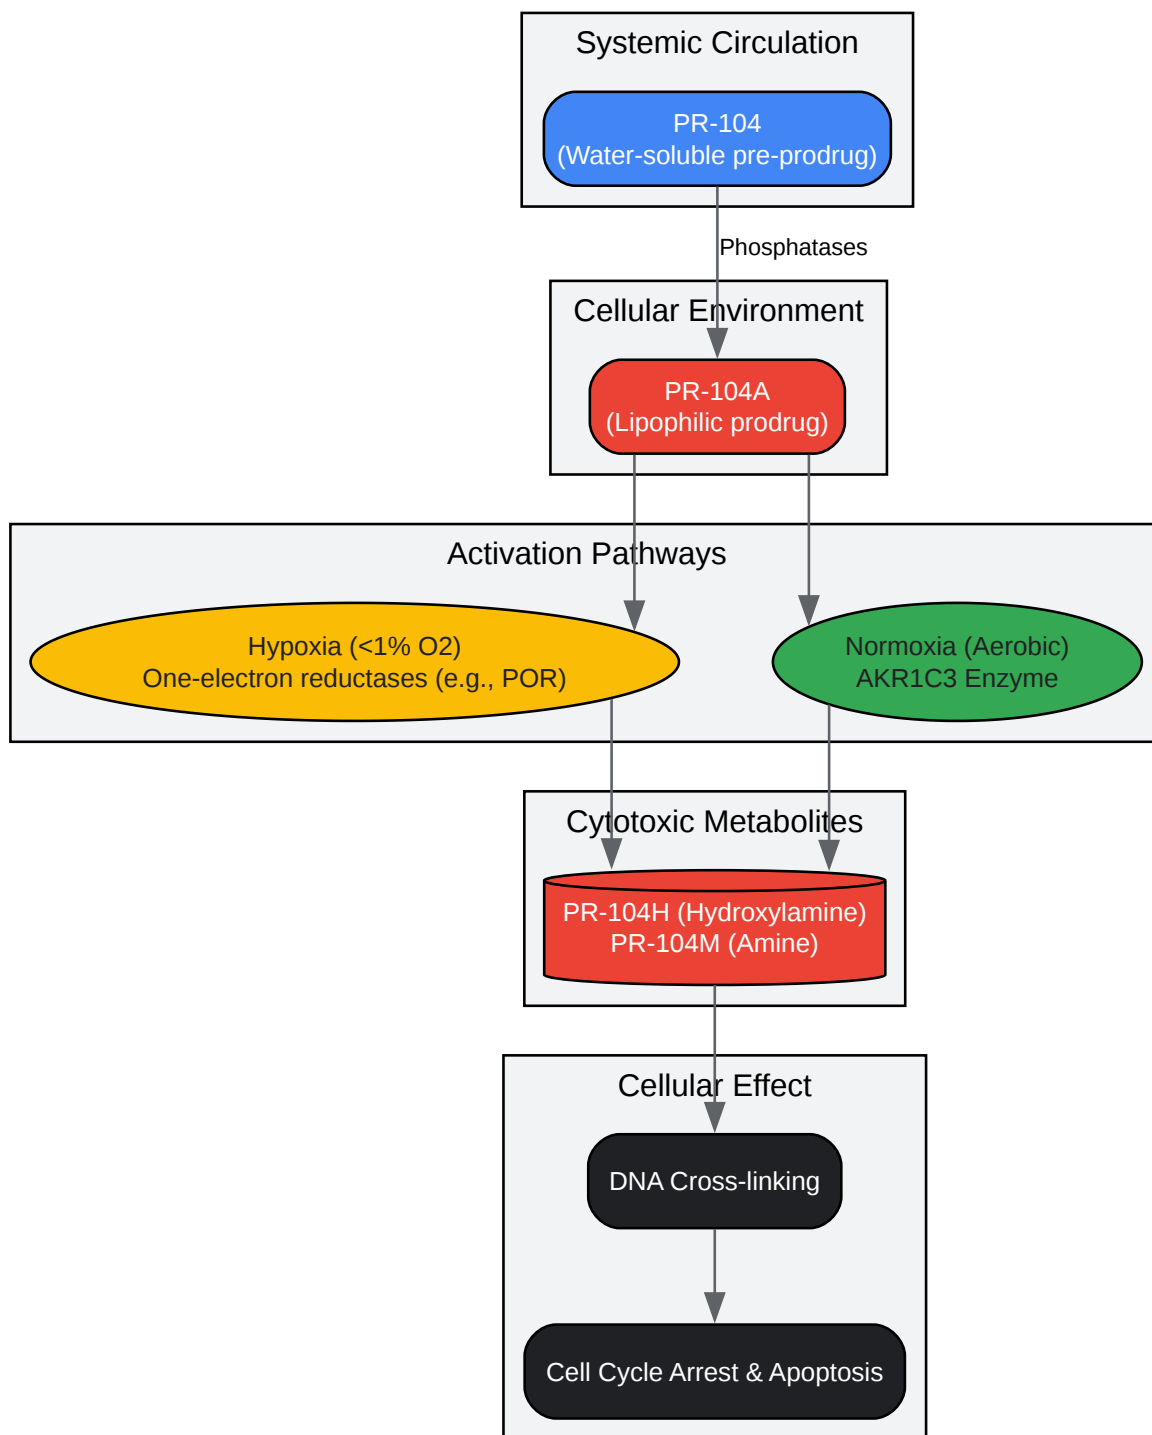 Systemic Circulation
PR-104
(Water-soluble pre-prodrug)
Phosphatases
Cellular Environment
PR-104A
(Lipophilic prodrug)
Activation Pathways
Hypoxia (<1% O2)
One-electron reductases (e.g., POR)
Normoxia (Aerobic)
AKR1C3 Enzyme
Cytotoxic Metabolites
PR-104H (Hydroxylamine)
PR-104M (Amine)
Cellular Effect
DNA Cross-linking
Cell Cycle Arrest & Apoptosis